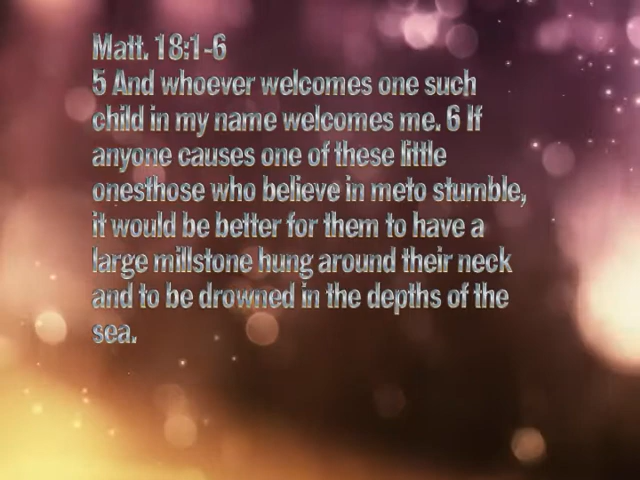 Matt. 18:1-6
5 And whoever welcomes one such
child in my name welcomes me. 6 If
anyone causes one of these little
onesthose who believe in meto stumble,
it would be better for them to have a
large millstone hung around their neck
and to be drowned in the depths of the
sea.